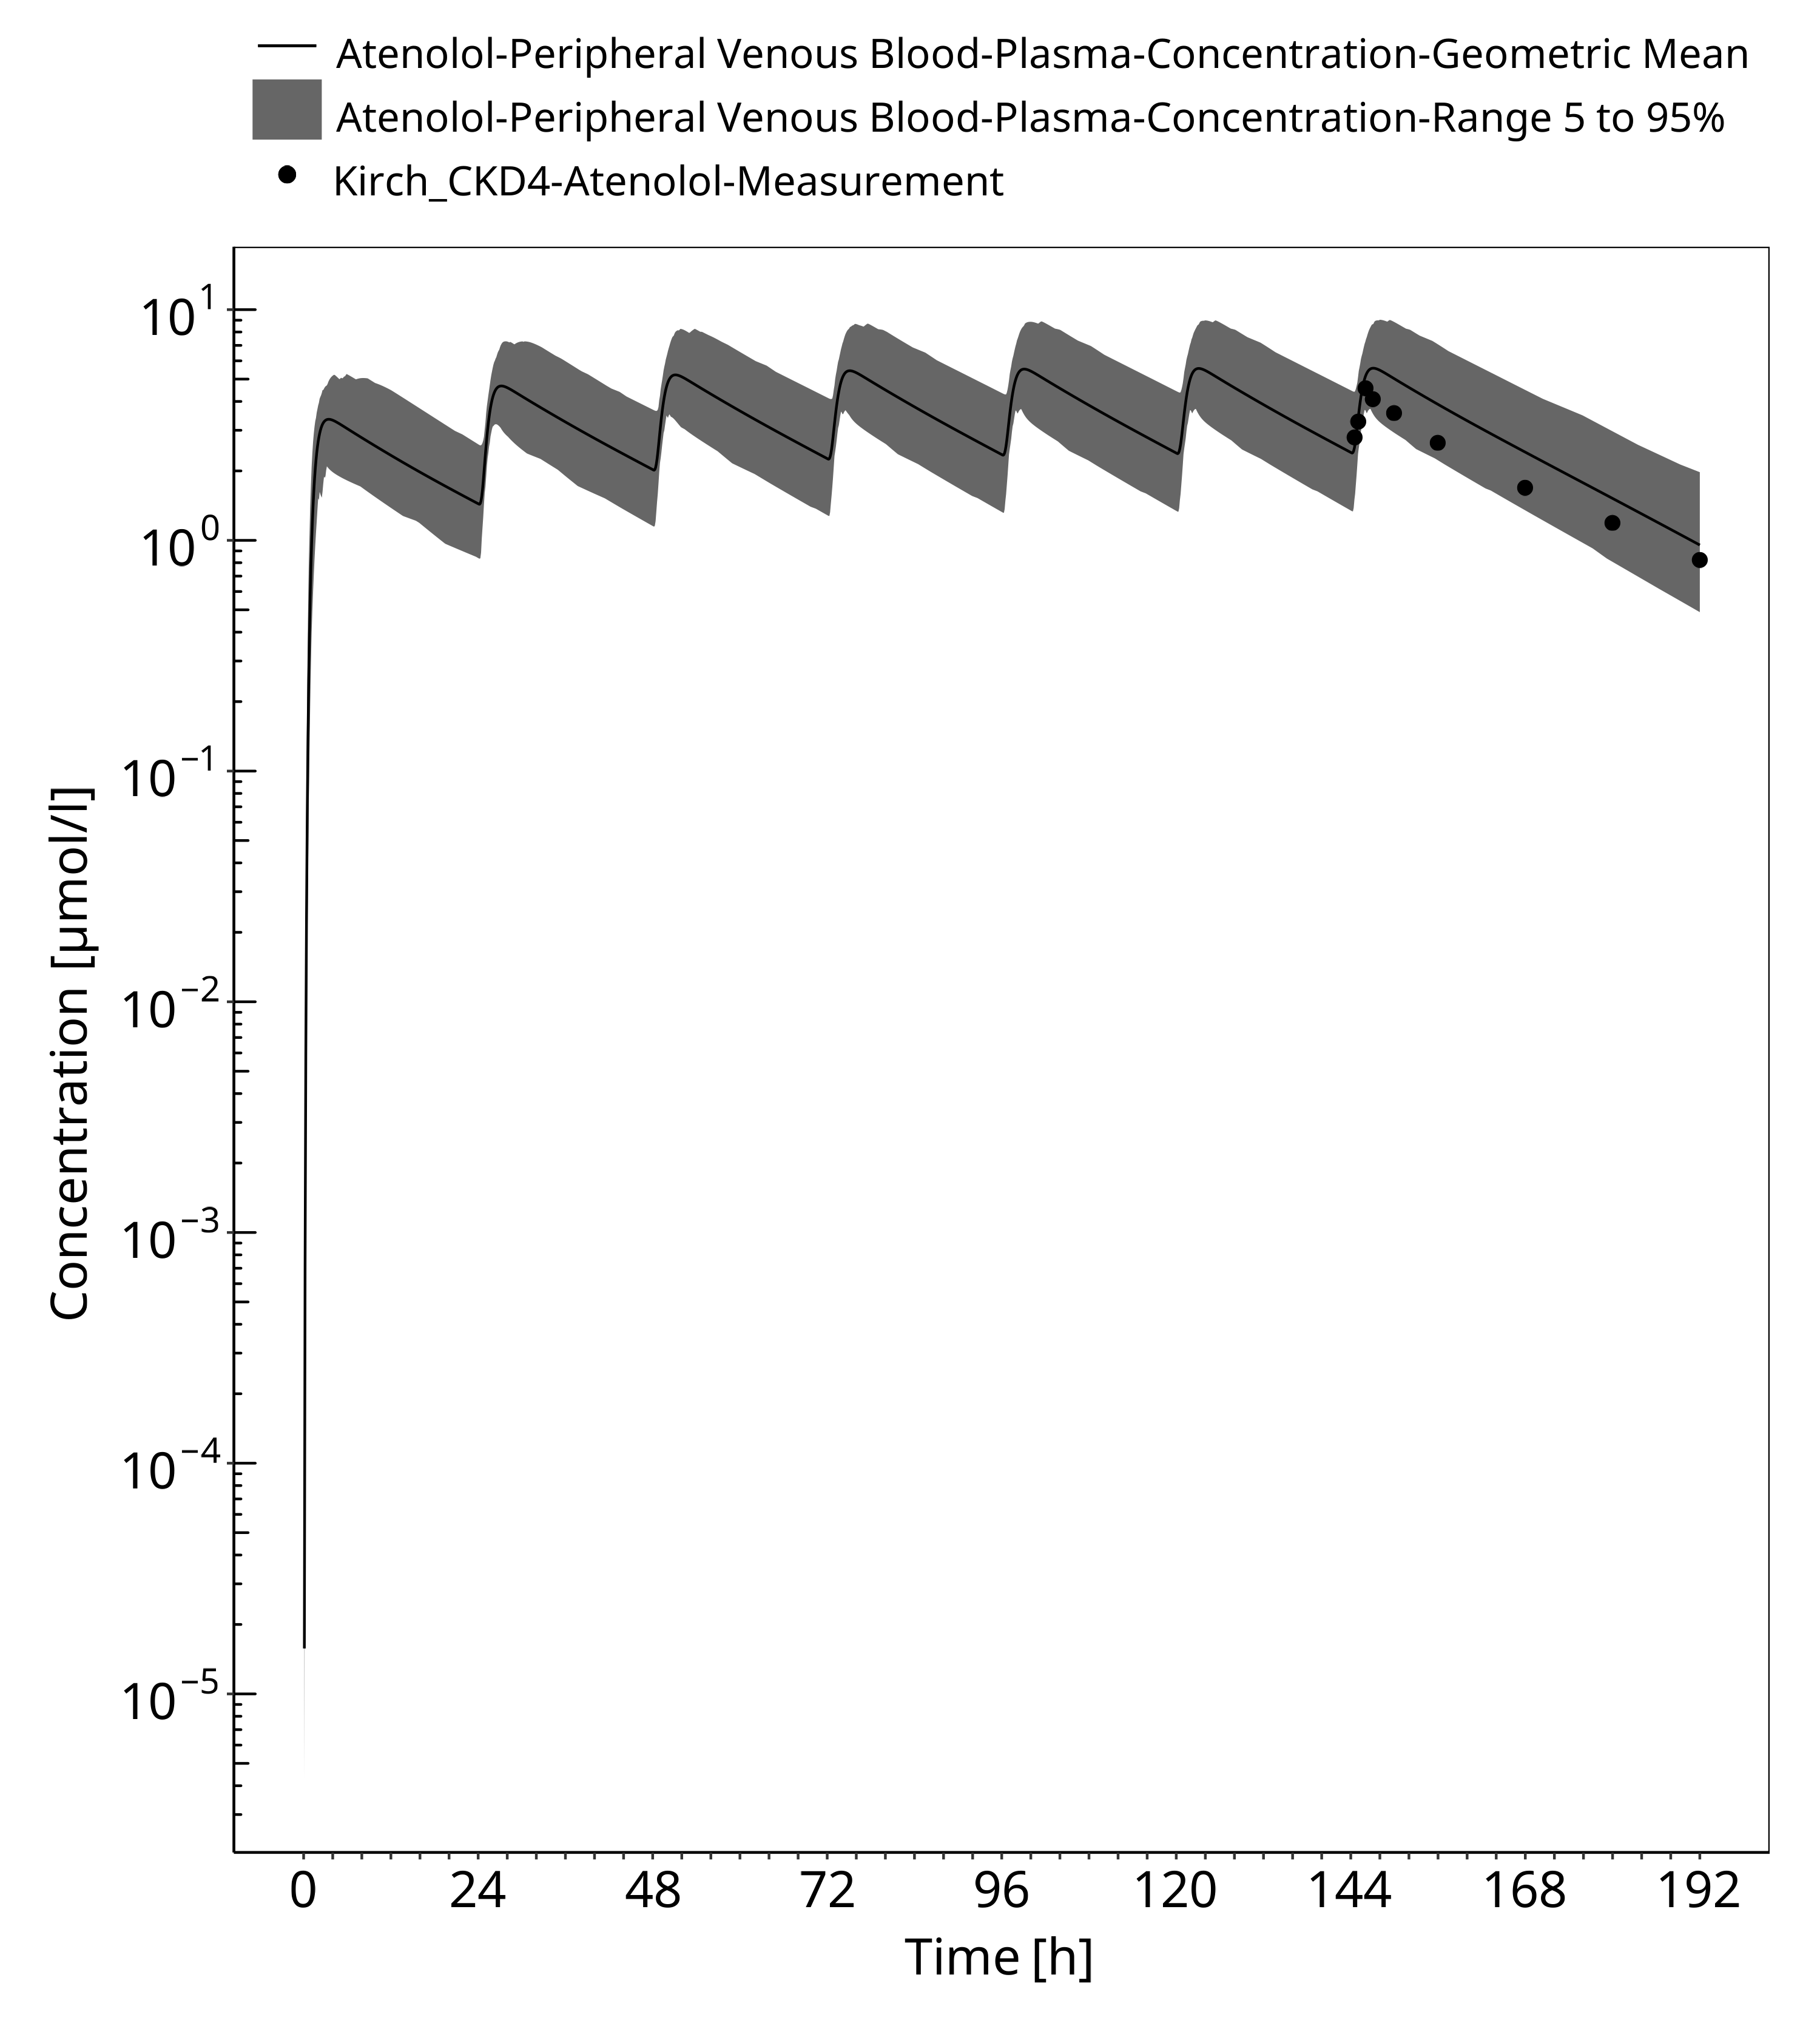 Atenolol-Peripheral Venous Blood-Plasma-Concentration-Geometric Mean
Atenolol-Peripheral Venous Blood-Plasma-Concentration-Range 5 to 95%
Kirch_CKD4-Atenolol-Measurement
10^1
10^0
10^−1
10^−2
10^−3
10^−4
10^−5
Concentration [µmol/l]
0 24 48 72 96 120 144 168 192
Time [h]